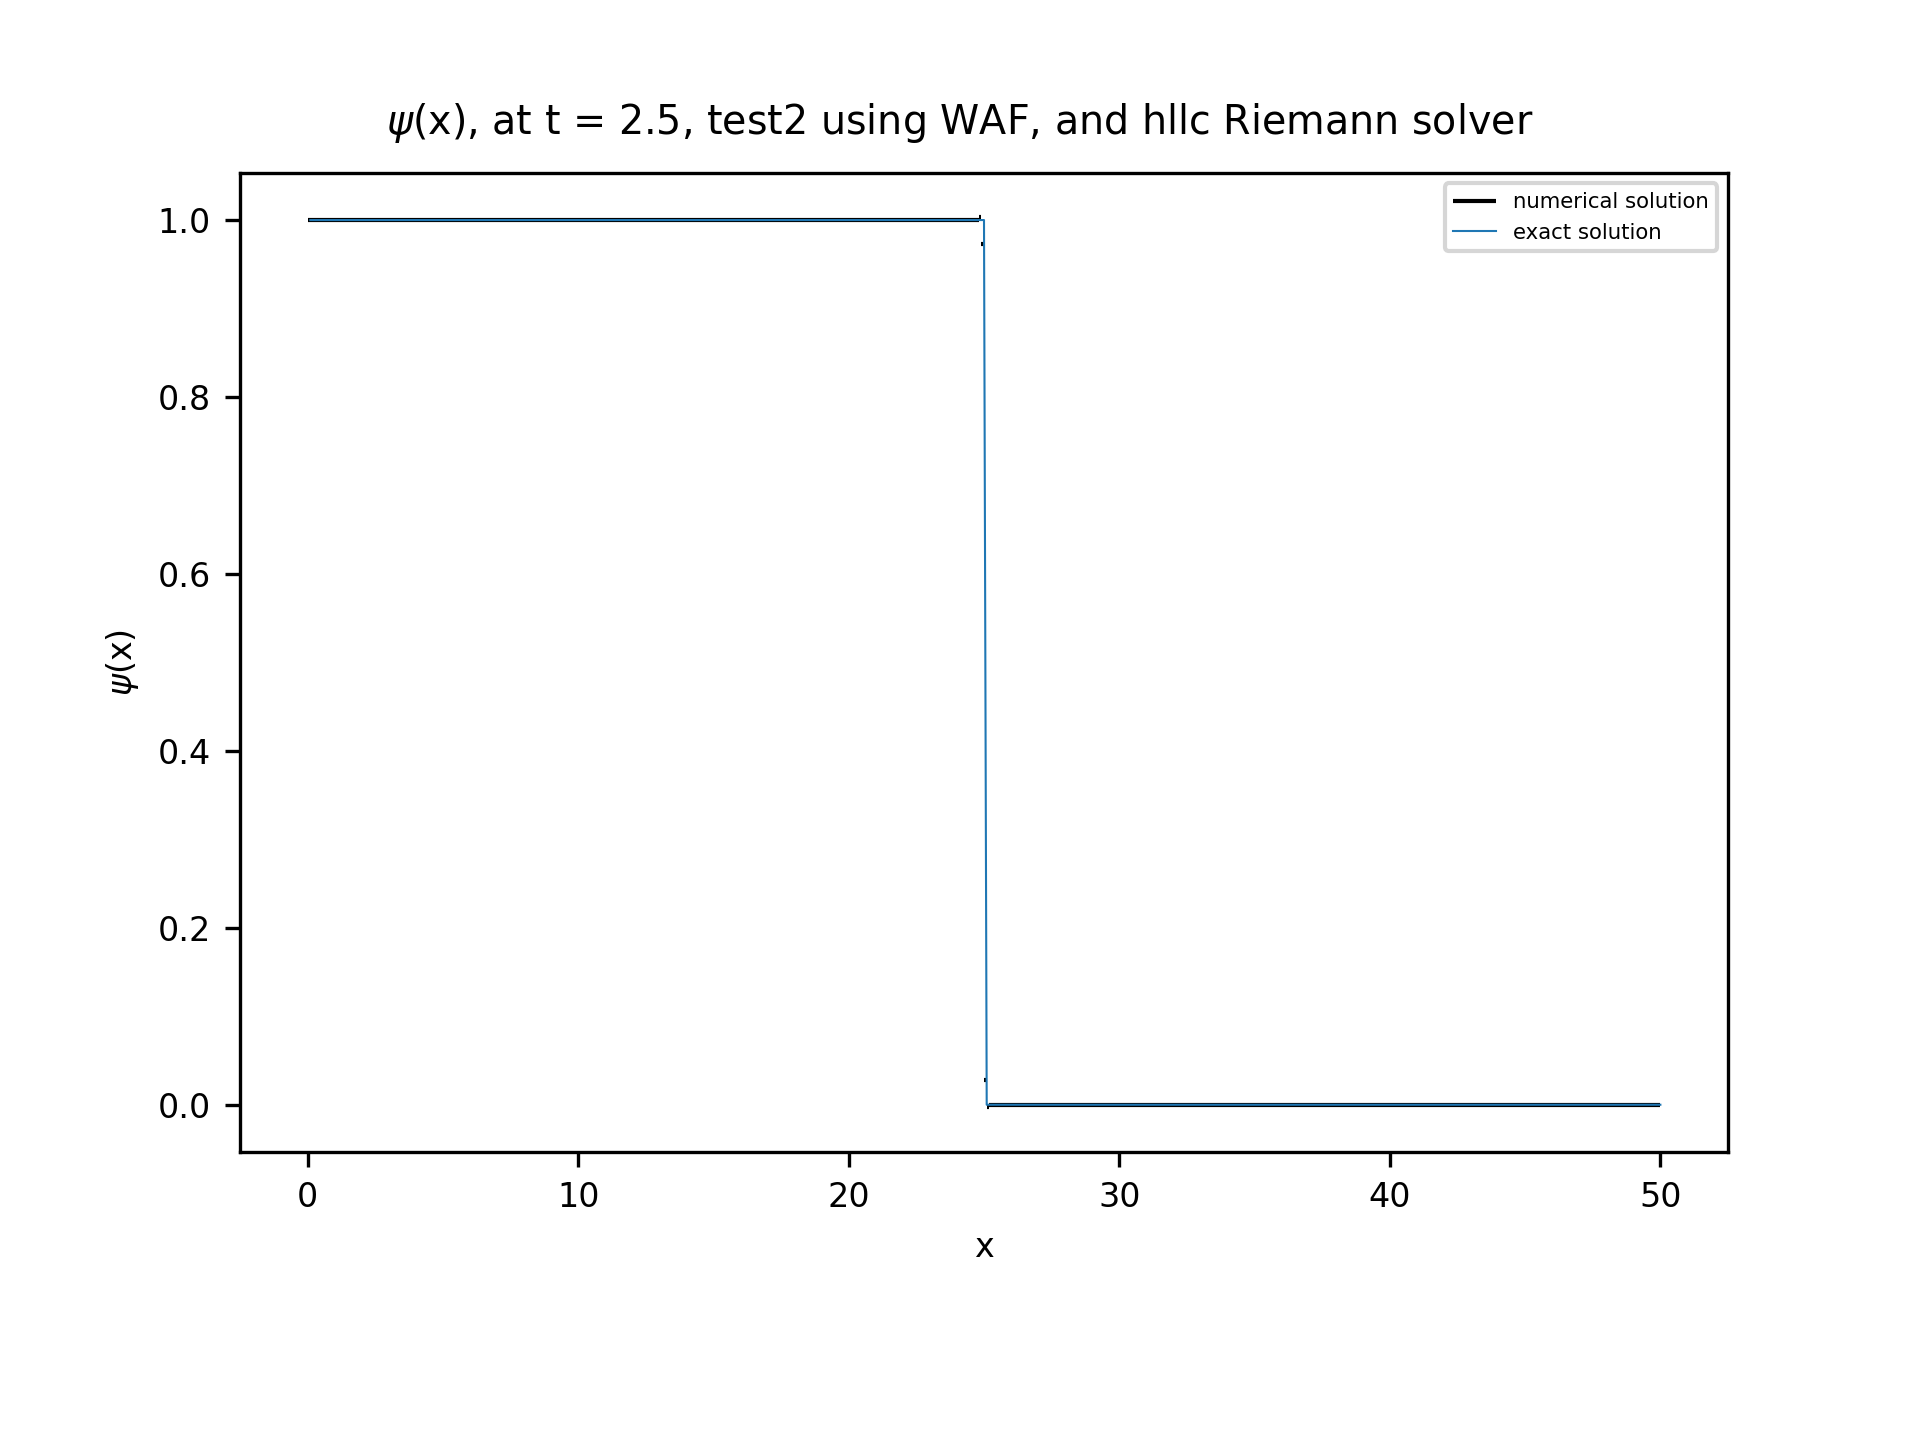 ψ(x), at t = 2.5, test2 using WAF, and hllc Riemann solver
numerical solution
exact solution
1.0
0.8
0.6
0.4
0.2
0.0
ψ(x)
0 10 20 30 40 50
x